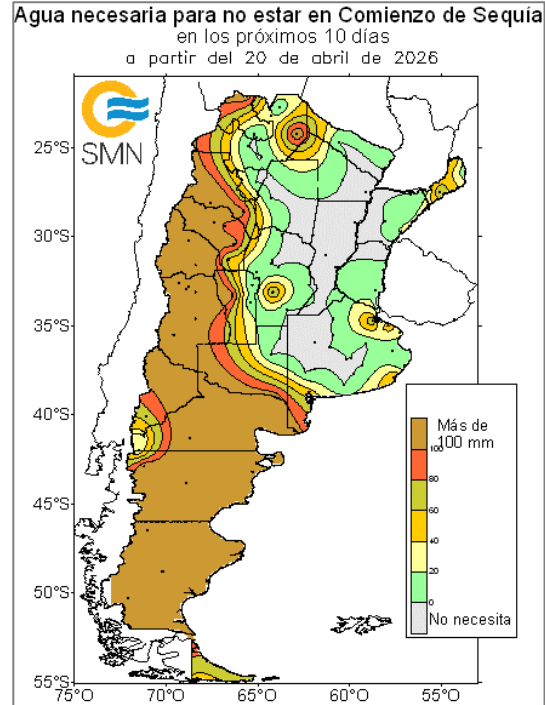 Agua necesaria para no estar en Comienzo de Sequía
en los próximos 10 días
a partir del 20 de abril de 2026
SMN
25°S
30°S
35°S
40°S
45°S
50°S
55°S
75°O
70°O
65°O
60°O
55°O
Más de
100 mm
100
80
60
40
20
0
No necesita